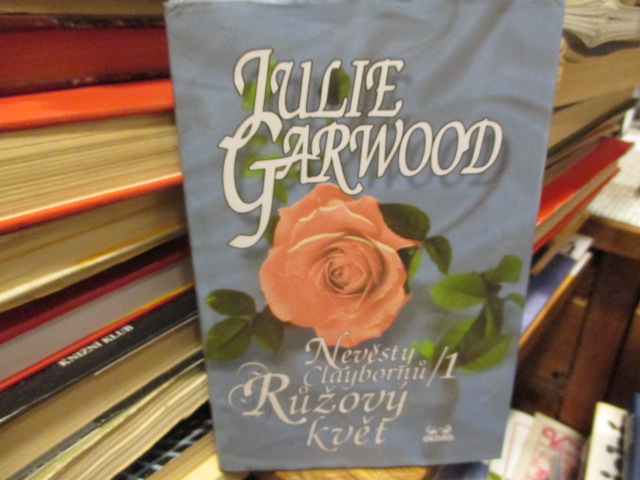 JULIE
GARWOOD
Nevěsty
Claybornů/1
Růžový
květ
KNIŽNÍ KLUB